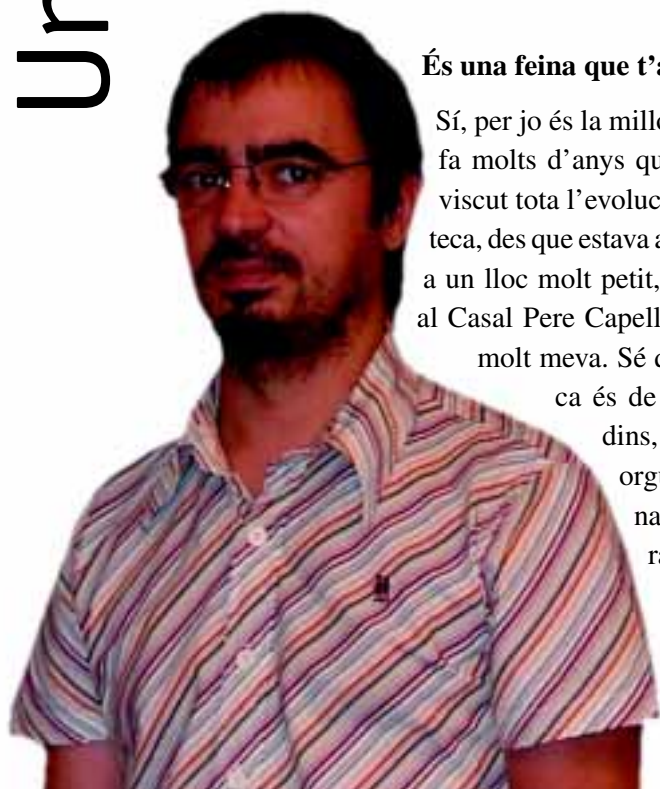 Ur
És una feina que t'a
Sí, per jo és la millo
fa molts d'anys qu
viscut tota l'evoluc
teca, des que estava a
a un lloc molt petit,
al Casal Pere Capell
molt meva. Sé
ca és de
dins,
orgu
na
ra